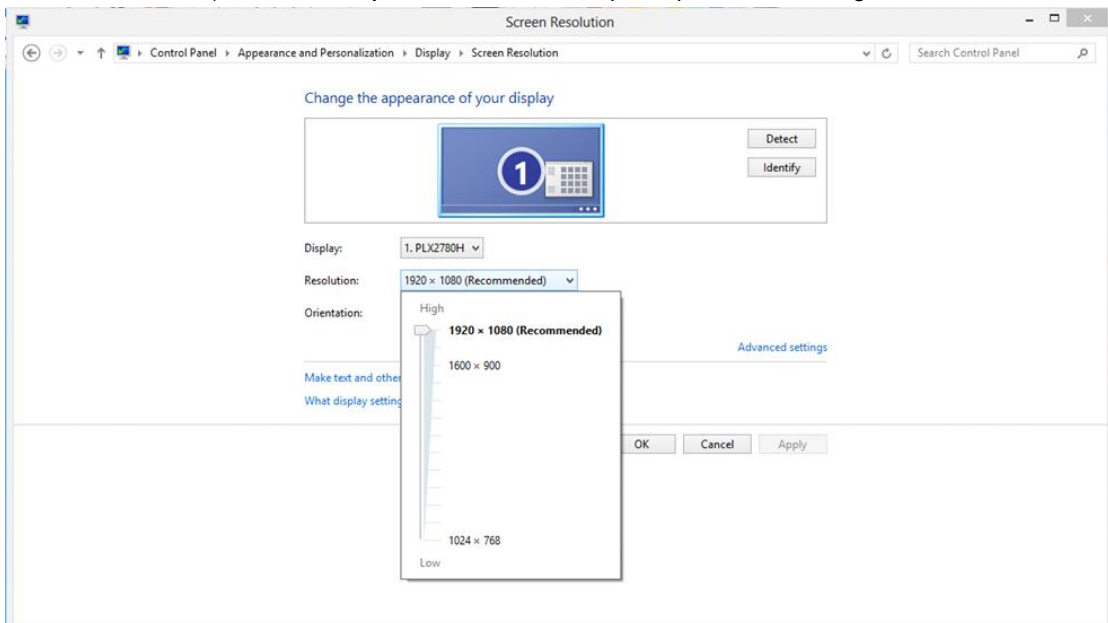 Screen Resolution
Control Panel Appearance and Personalization Display Screen Resolution
Search Control Panel
Change the appearance of your display
1
Detect
Identify
Display: 1. PLX2780H
Resolution: 1920 × 1080 (Recommended)
Orientation:
High
1920 × 1080 (Recommended)
1600 × 900
1024 × 768
Low
Advanced settings
Make text and other
What display setting
OK Cancel Apply